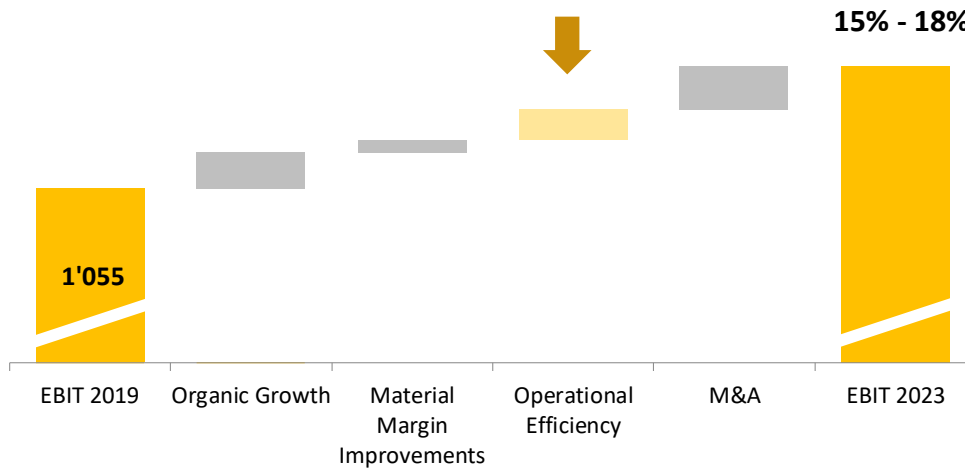 15% - 18%
1'055
EBIT 2019
Organic Growth
Material
Margin
Improvements
Operational
Efficiency
M&A
EBIT 2023